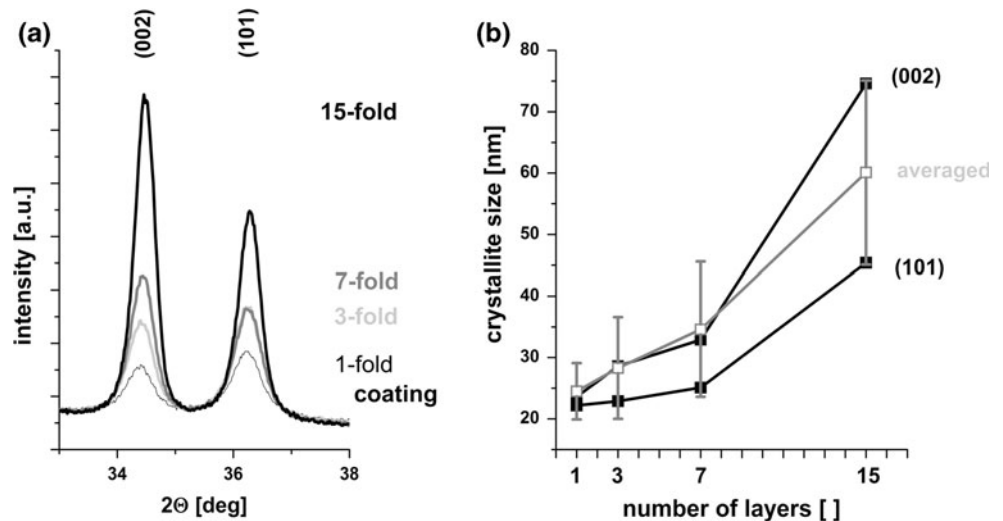 (a)
(002)
(101)
15-fold
7-fold
3-fold
1-fold
coating
intensity [a.u.]
34
36
38
2Θ [deg]
(b)
80
75
60
50
40
30
20
crystallite size [nm]
(002)
averaged
(101)
1
3
7
15
number of layers [ ]